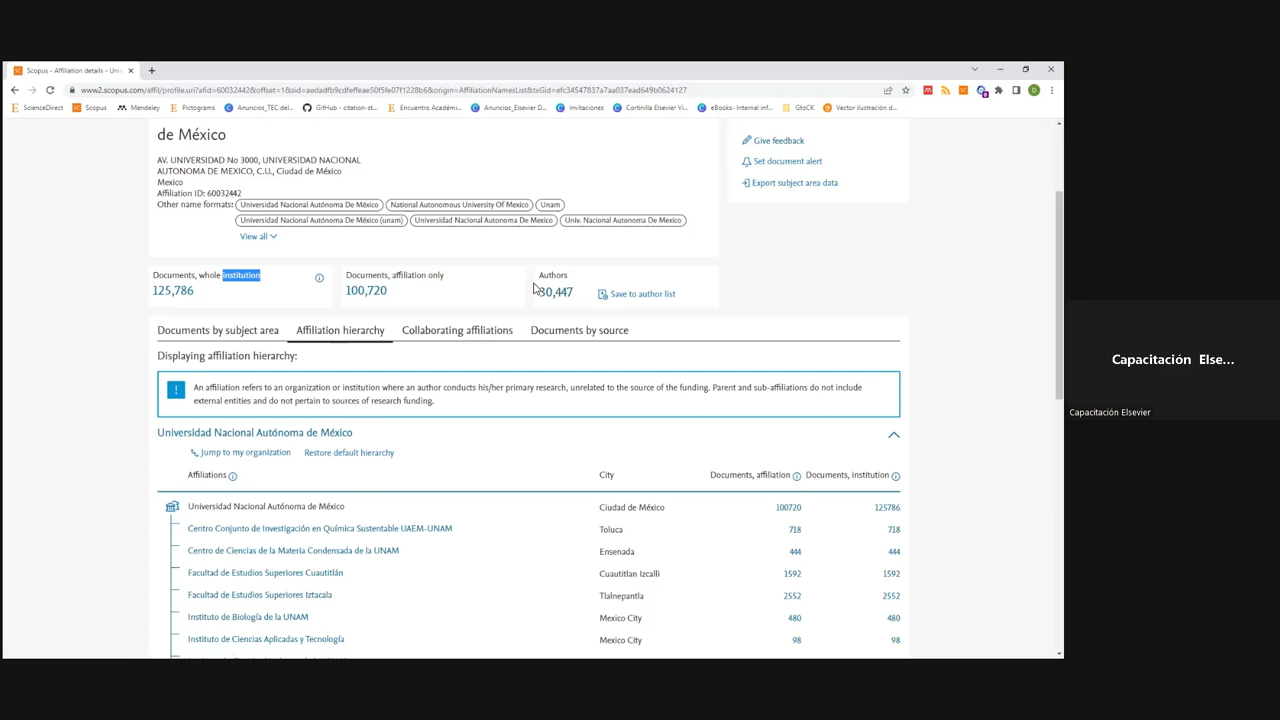 Scopus - Affiliation details - Uni
www2.scopus.com/affil/profile.uri?afid=60032442&offset=1&said=aedadfb9cdfeffeae50f5fe07f1228b6&origin=AffiliationNamesList&txGid=efc34547837a7aa037ead649b0624127
ScienceDirect Scopus Mendeley Pictograms Anuncios_TEC del... GitHub - citation-st... Encuentro Académi... Anuncios_Elsevier D... Invitaciones Cortinilla Elsevier Vi... eBooks- Internal inf... GtoCK Vector ilustración d...
de México
AV. UNIVERSIDAD No 3000, UNIVERSIDAD NACIONAL
AUTONOMA DE MEXICO, C.U., Ciudad de México
Mexico
Affiliation ID: 60032442
Other name formats: Universidad Nacional Autónoma De México National Autonomous University Of Mexico Unam
Universidad Nacional Autónoma De México (unam) Universidad Nacional Autonoma De Mexico Univ. Nacional Autonoma De Mexico
View all
Give feedback
Set document alert
Export subject area data
Documents, whole institution
125,786
Documents, affiliation only
100,720
Authors
30,447 Save to author list
Documents by subject area Affiliation hierarchy Collaborating affiliations Documents by source
Displaying affiliation hierarchy:
! An affiliation refers to an organization or institution where an author conducts his/her primary research, unrelated to the source of the funding. Parent and sub-affiliations do not include
external entities and do not pertain to sources of research funding.
Universidad Nacional Autónoma de México
Jump to my organization Restore default hierarchy
Affiliations City Documents, affiliation Documents, institution
Universidad Nacional Autónoma de México Ciudad de México 100720 125786
Centro Conjunto de Investigación en Química Sustentable UAEM-UNAM Toluca 718 718
Centro de Ciencias de la Materia Condensada de la UNAM Ensenada 444 444
Facultad de Estudios Superiores Cuautitlán Cuautitlan Izcalli 1592 1592
Facultad de Estudios Superiores Iztacala Tlalnepantla 2552 2552
Instituto de Biología de la UNAM Mexico City 480 480
Instituto de Ciencias Aplicadas y Tecnología Mexico City 98 98
Capacitación Else...
Capacitación Elsevier